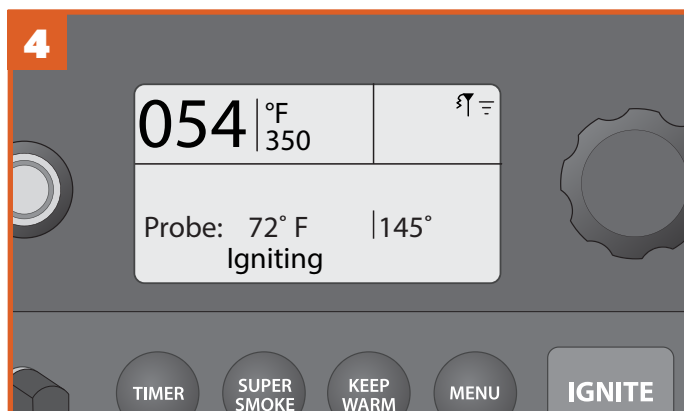 4
054 °F
350
Probe: 72° F 145°
Igniting
TIMER
SUPER
SMOKE
KEEP
WARM
MENU
IGNITE